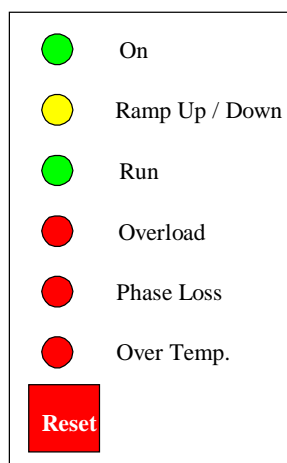 On
Ramp Up / Down
Run
Overload
Phase Loss
Over Temp.
Reset